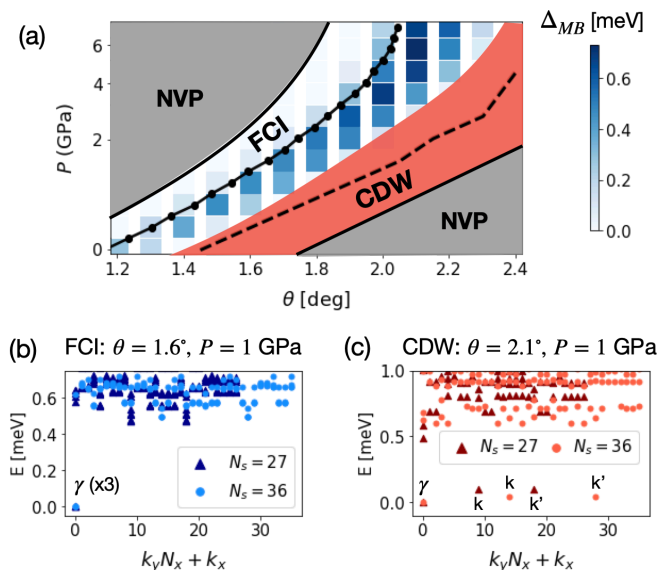 (a)
Δ_MB [meV]
NVP
FCI
CDW
NVP
P (GPa)
6
4
2
0
1.2 1.4 1.6 1.8 2.0 2.2 2.4
θ [deg]
0.6
0.4
0.2
0.0
(b) FCI: θ = 1.6°, P = 1 GPa
E [meV]
0.6
0.4
0.2
0.0
γ (x3)
N_s = 27
N_s = 36
0 10 20 30
k_yN_x + k_x
(c) CDW: θ = 2.1°, P = 1 GPa
E [meV]
1.0
0.5
0.0
N_s = 27 N_s = 36
γ k k k' k'
0 10 20 30
k_yN_x + k_x